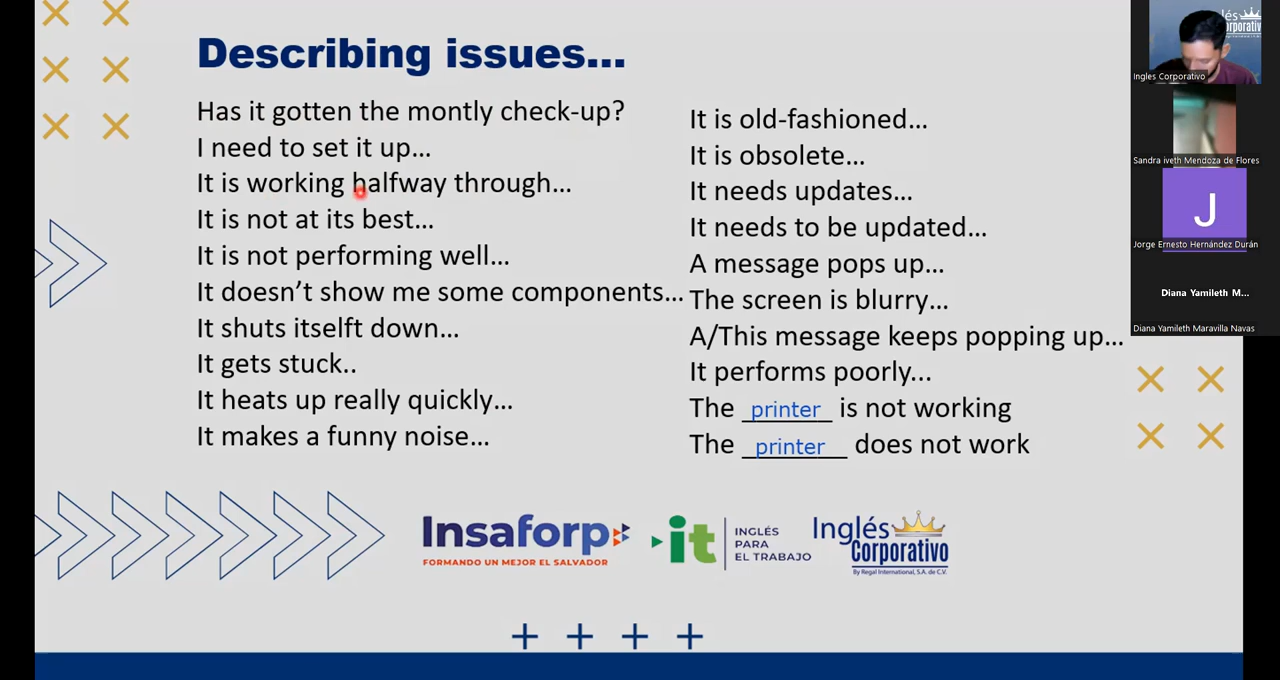 Describing issues...
Has it gotten the montly check-up?
I need to set it up...
It is working halfway through...
It is not at its best...
It is not performing well...
It doesn't show me some components...
It shuts itselft down...
It gets stuck..
It heats up really quickly...
It makes a funny noise...
It is old-fashioned...
It is obsolete...
It needs updates...
It needs to be updated...
A message pops up...
The screen is blurry...
A/This message keeps popping up...
It performs poorly...
The printer is not working
The printer does not work
Insaforp
FORMANDO UN MEJOR EL SALVADOR
it
INGLÉS
PARA
EL TRABAJO
Inglés
Corporativo
By Regal International, S.A. de C.V.
lés
orporativ
Ingles Corporativo
Sandra iveth Mendoza de Flores
J
Jorge Ernesto Hernández Durán
Diana Yamileth M...
Diana Yamileth Maravilla Navas